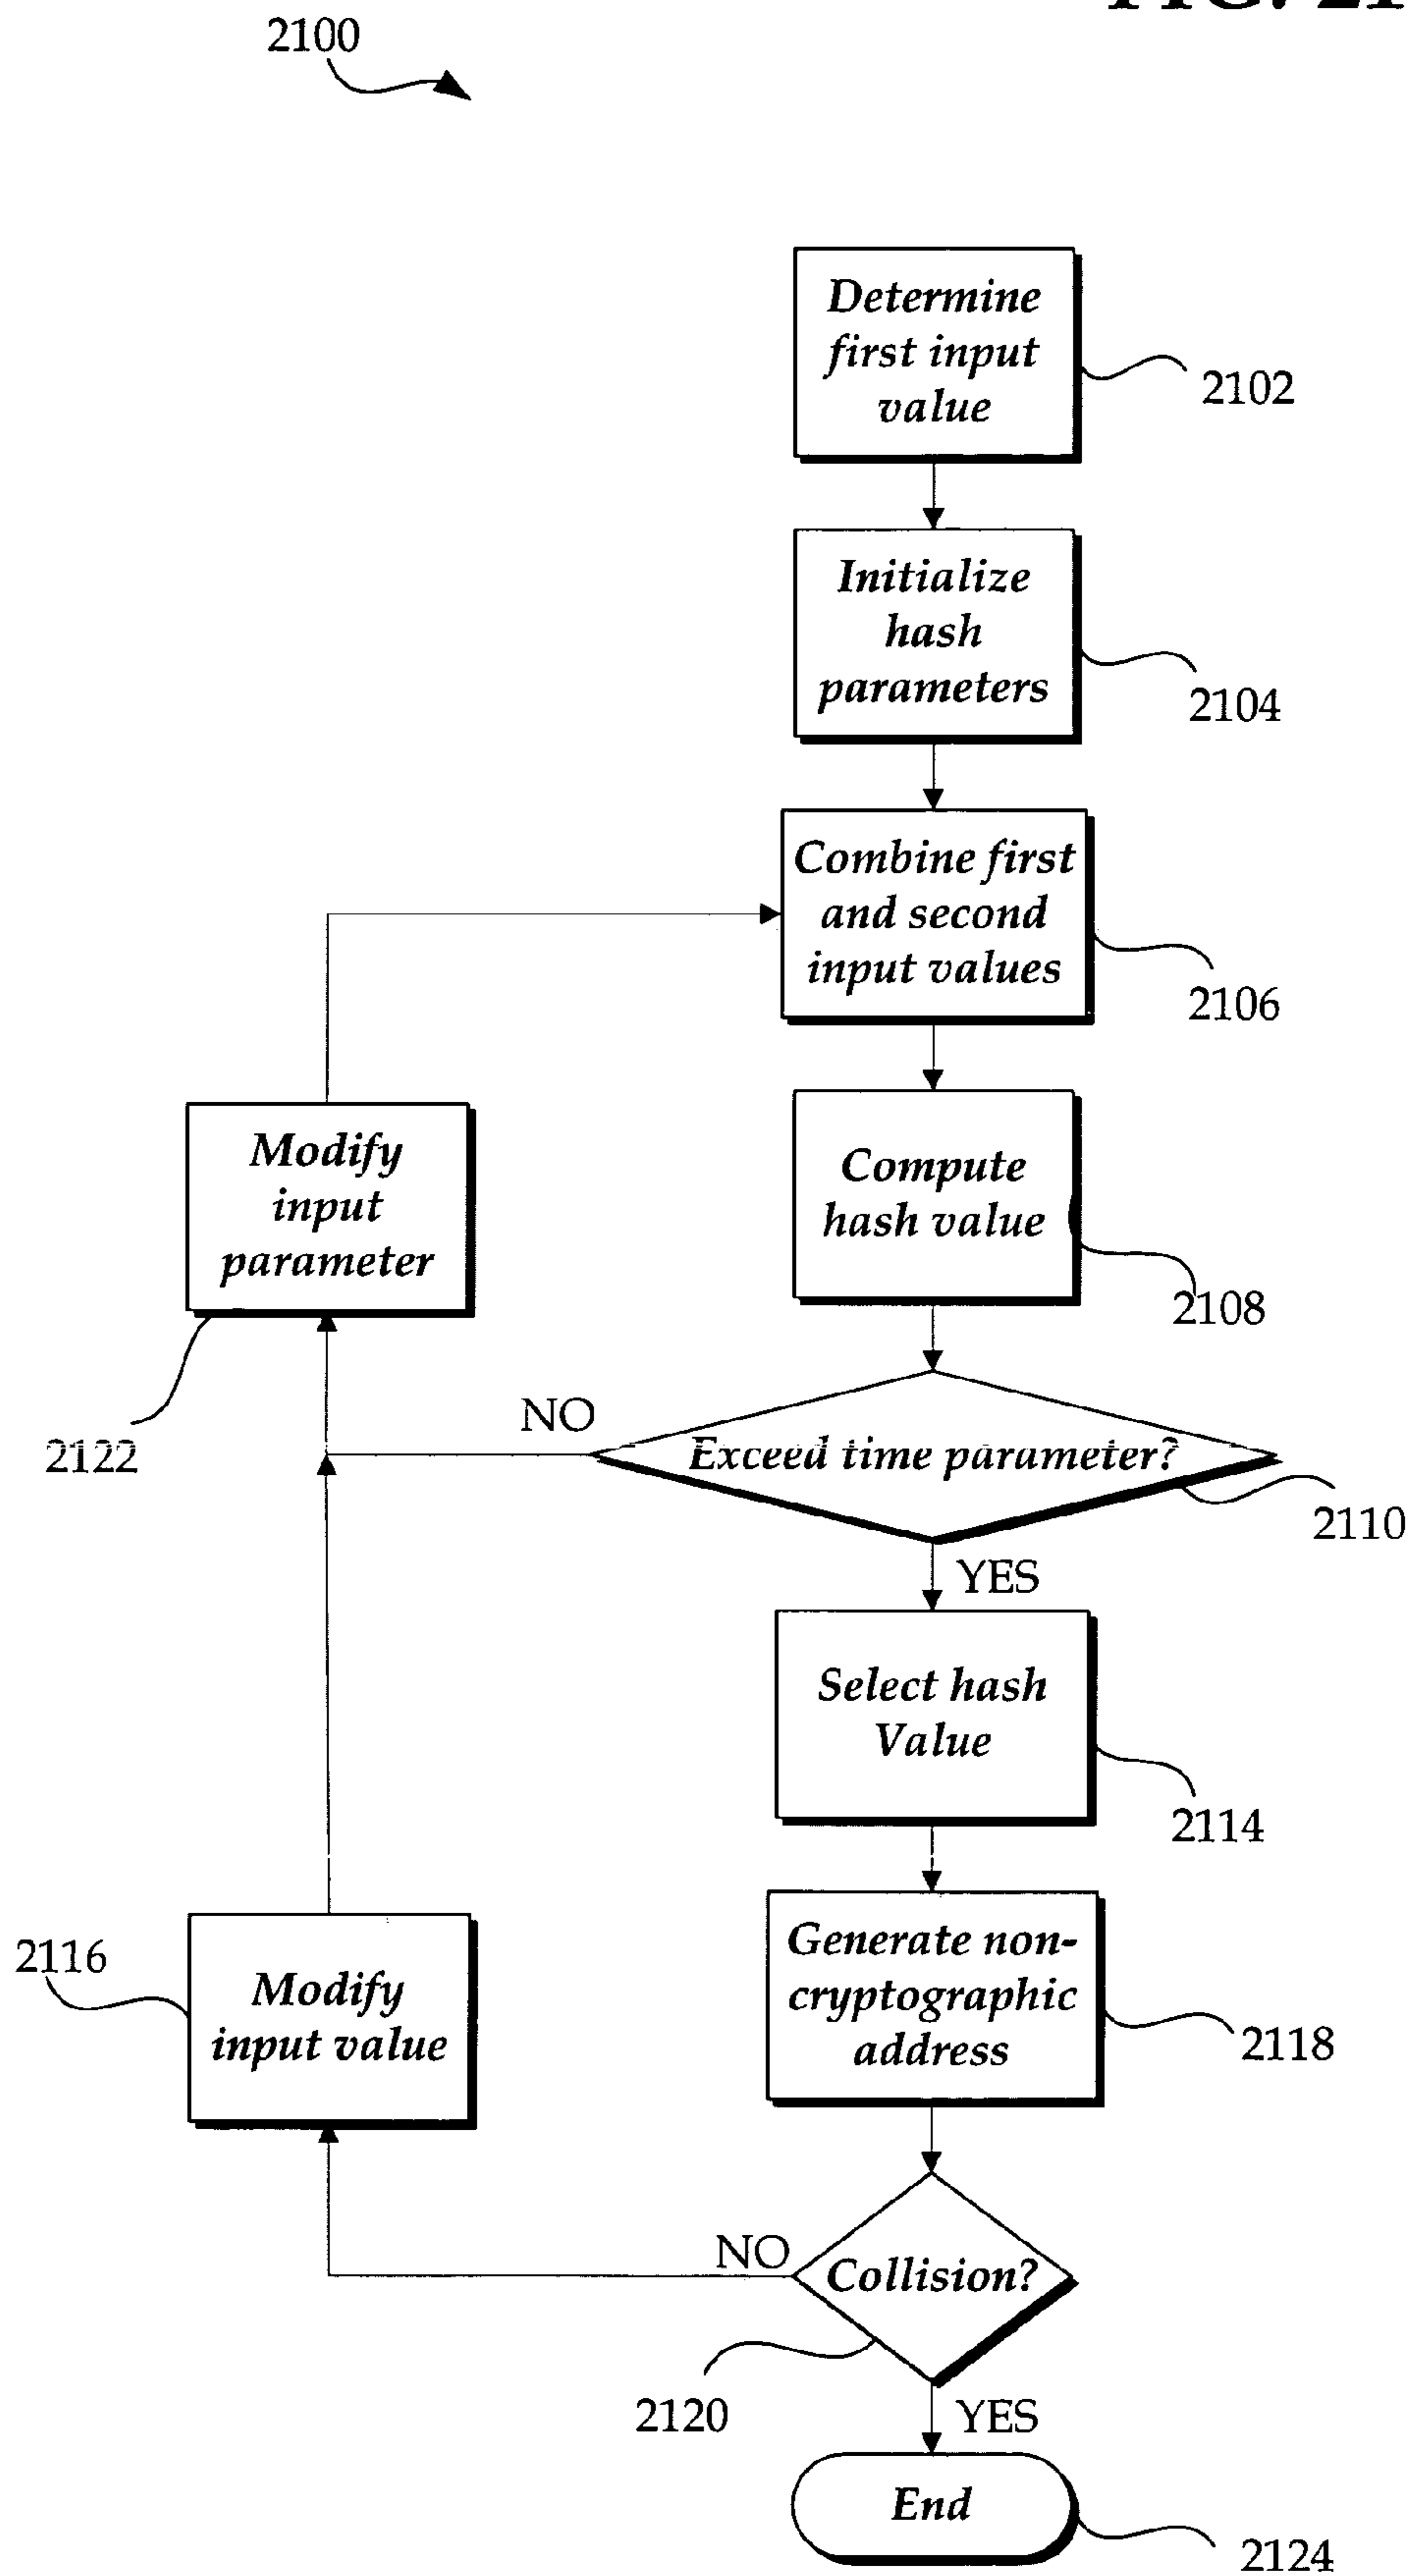 2100
Determine
first input
value
2102
Initialize
hash
parameters
2104
Combine first
and second
input values
2106
Modify
input
parameter
2122
Compute
hash value
2108
NO
Exceed time parameter?
2110
YES
Select hash
Value
2114
2116
Modify
input value
Generate non-
cryptographic
address
2118
NO
Collision?
2120
YES
End
2124